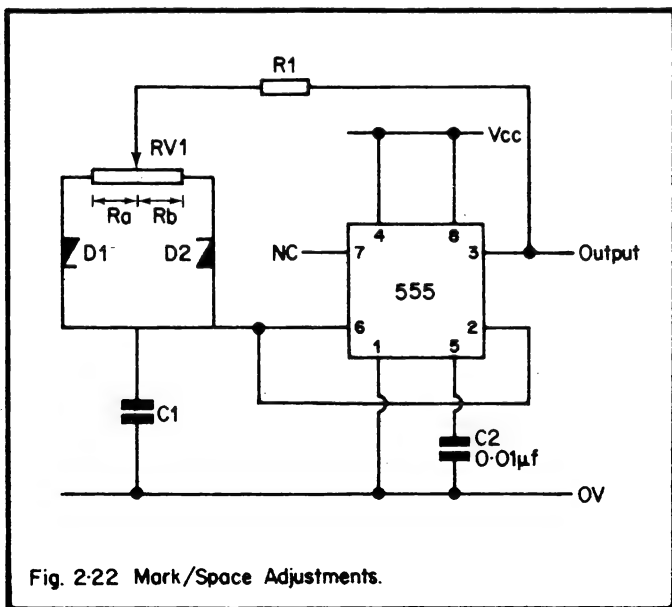 R1
RV1
Vcc
Ra Rb
4 8
D1 D2 NC 7 3 Output
555
6 2
1 5
C1
C2
0·01µf
0V
Fig. 2·22 Mark/Space Adjustments.